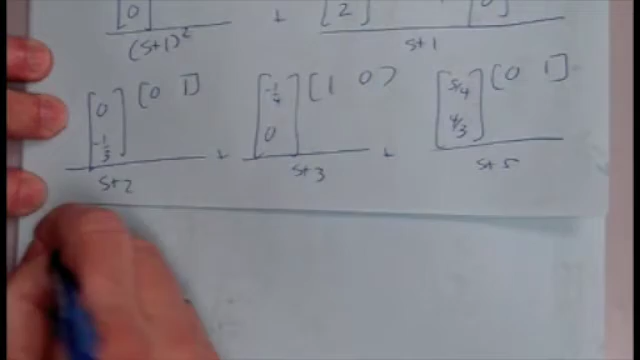 [0] [2] [0]
(s+1)² + s+1
[0 -1/3] [0 1] [-1/4 0] [1 0] [5/4 4/3] [0 1]
s+2 + s+3 + s+5